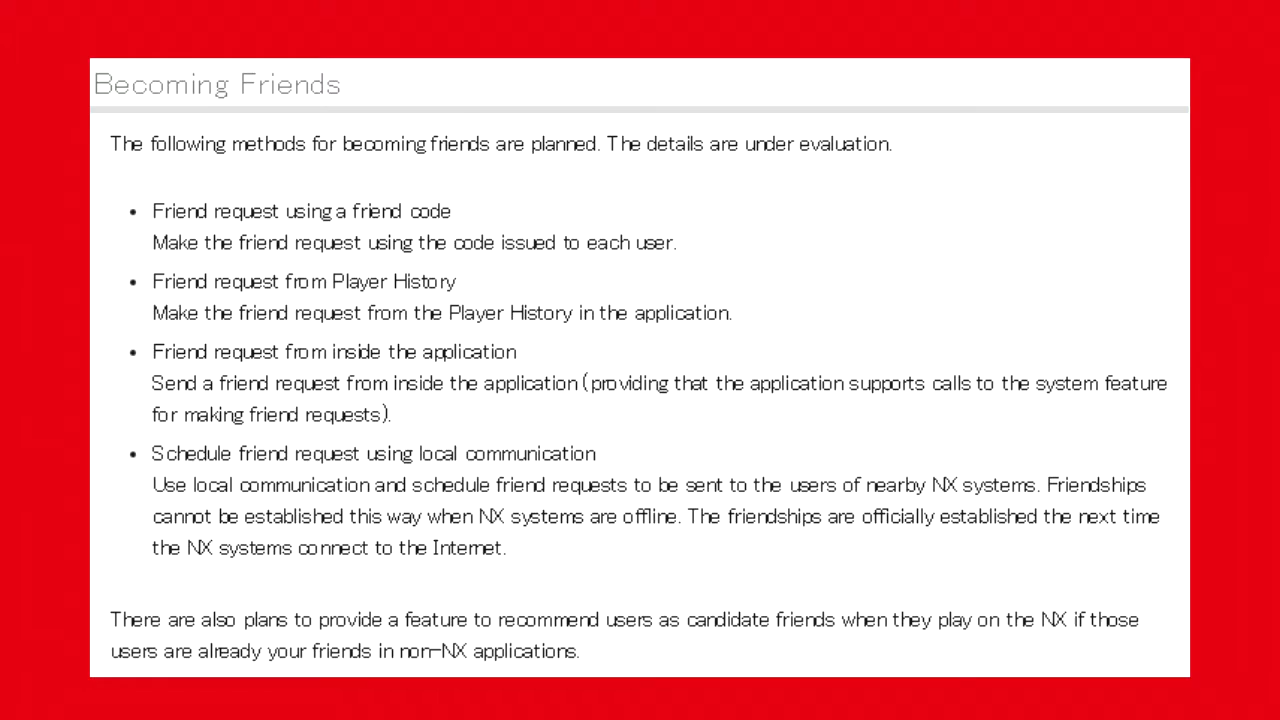 Becoming Friends
The following methods for becoming friends are planned. The details are under evaluation.
• Friend request using a friend code
Make the friend request using the code issued to each user.
• Friend request from Player History
Make the friend request from the Player History in the application.
• Friend request from inside the application
Send a friend request from inside the application (providing that the application supports calls to the system feature
for making friend requests).
• Schedule friend request using local communication
Use local communication and schedule friend requests to be sent to the users of nearby NX systems. Friendships
cannot be established this way when NX systems are offline. The friendships are officially established the next time
the NX systems connect to the Internet.
There are also plans to provide a feature to recommend users as candidate friends when they play on the NX if those
users are already your friends in non-NX applications.